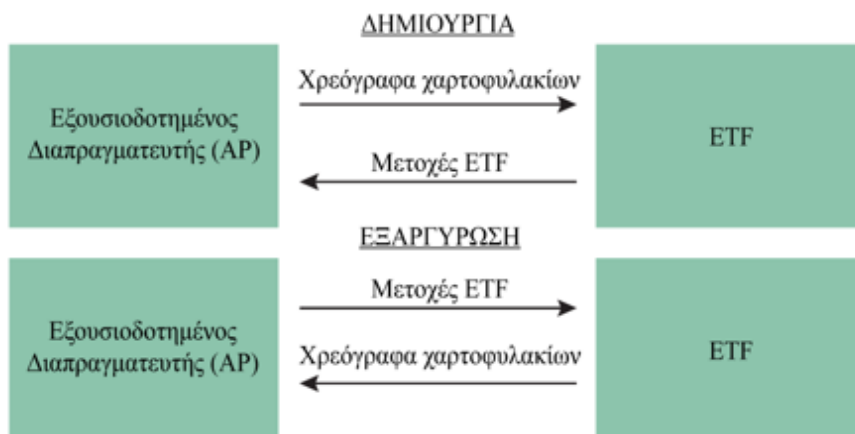 ΔΗΜΙΟΥΡΓΙΑ
Εξουσιοδοτημένος
Διαπραγματευτής (AP)
Χρεόγραφα χαρτοφυλακίων
Μετοχές ETF
ETF
ΕΞΑΡΓΥΡΩΣΗ
Εξουσιοδοτημένος
Διαπραγματευτής (AP)
Μετοχές ETF
Χρεόγραφα χαρτοφυλακίων
ETF